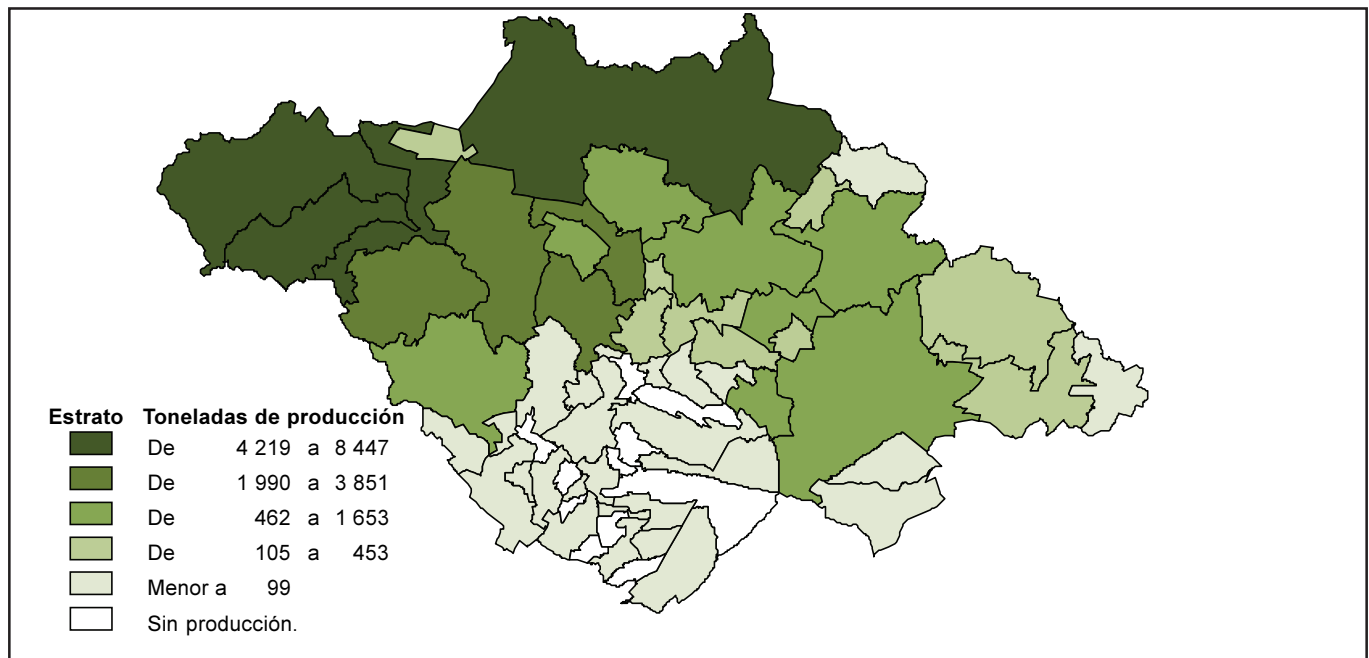 Estrato Toneladas de producción
De 4 219 a 8 447
De 1 990 a 3 851
De 462 a 1 653
De 105 a 453
Menor a 99
Sin producción.